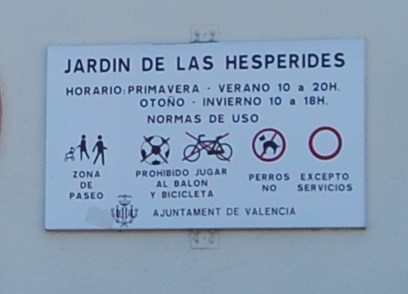 JARDIN DE LAS HESPERIDES
HORARIO: PRIMAVERA - VERANO 10 a 20H.
OTOÑO - INVIERNO 10 a 18H.
NORMAS DE USO
ZONA
DE
PASEO
PROHIBIDO JUGAR
AL BALON
Y BICICLETA
PERROS
NO
EXCEPTO
SERVICIOS
AJUNTAMENT DE VALENCIA